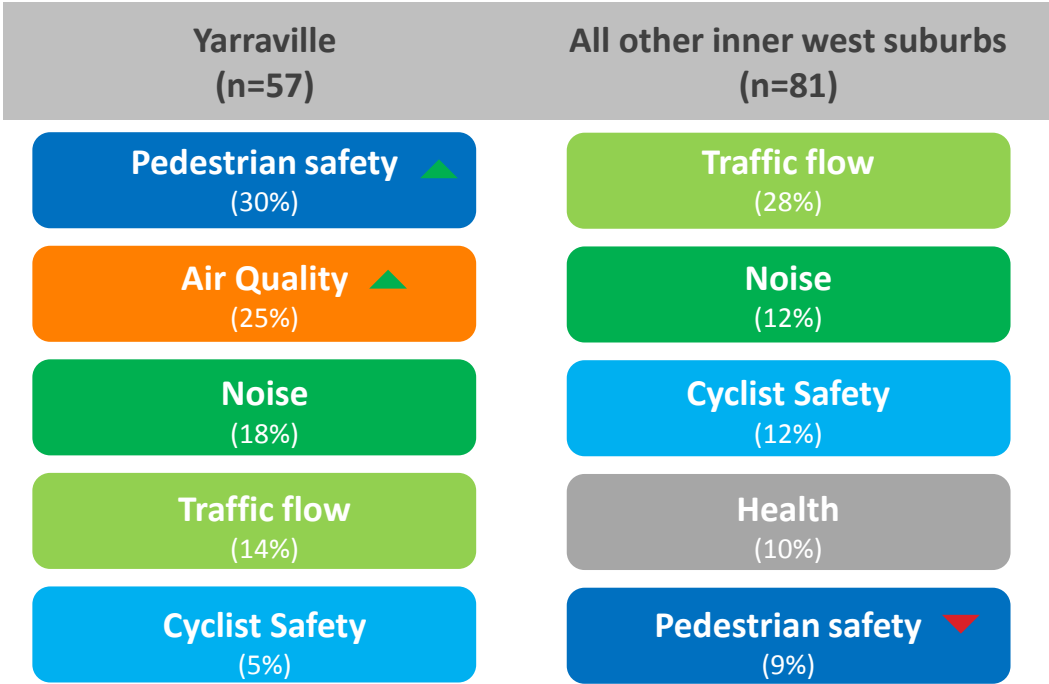 Yarraville
(n=57)
All other inner west suburbs
(n=81)
Pedestrian safety
(30%)
Traffic flow
(28%)
Air Quality
(25%)
Noise
(12%)
Noise
(18%)
Cyclist Safety
(12%)
Traffic flow
(14%)
Health
(10%)
Cyclist Safety
(5%)
Pedestrian safety
(9%)